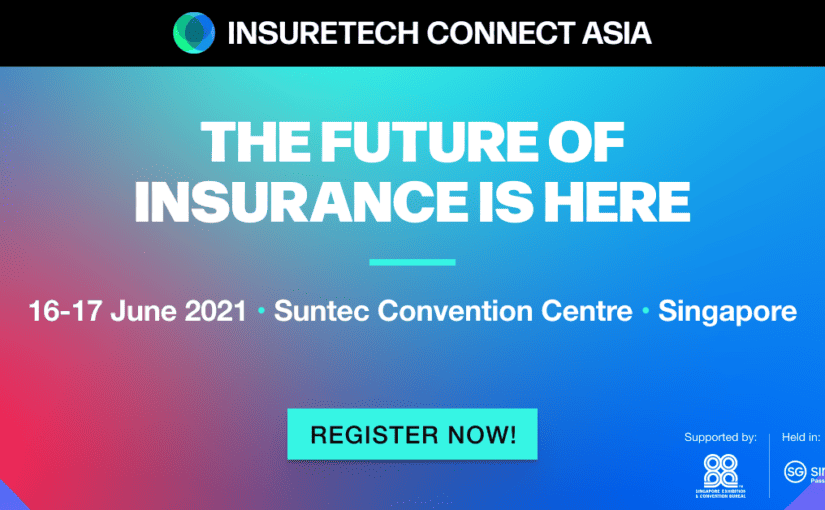 INSURETECH CONNECT ASIA
THE FUTURE OF
INSURANCE IS HERE
16-17 June 2021 • Suntec Convention Centre • Singapore
REGISTER NOW!
Supported by:
Held in:
SINGAPORE EXHIBITION
& CONVENTION BUREAU
SG